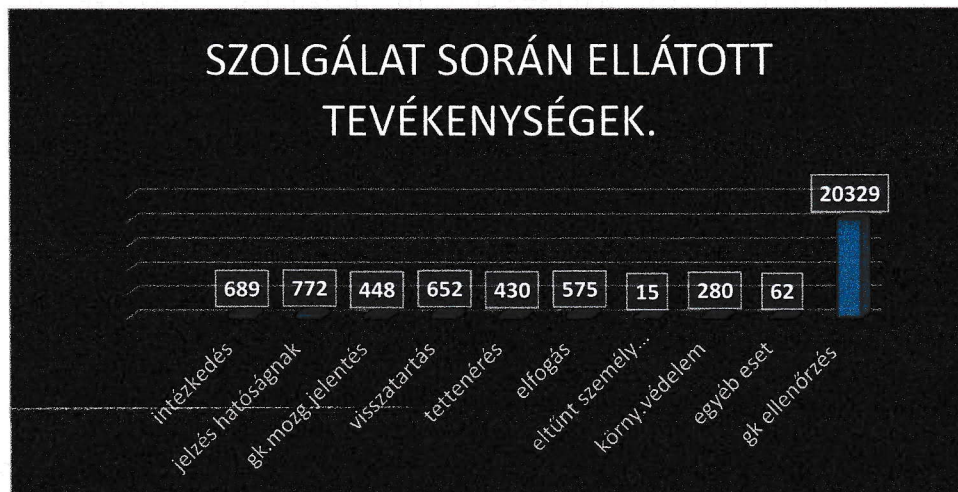 SZOLGÁLAT SORÁN ELLÁTOTT
TEVÉKENYSÉGEK.
20329
689
772
448
652
430
575
15
280
62
intézkedés
jelzés hatóságnak
gk.mozg.jelentés
visszatartás
tettenérés
elfogás
eltűnt személy...
körny.védelem
egyéb eset
gk ellenőrzés